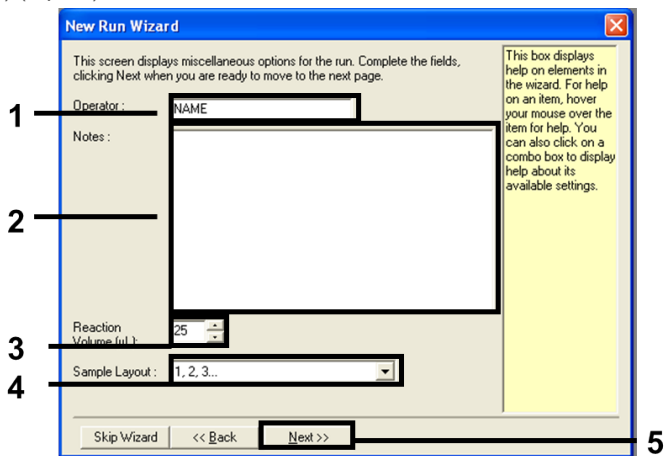 New Run Wizard
This screen displays miscellaneous options for the run. Complete the fields,
clicking Next when you are ready to move to the next page.
This box displays
help on elements in
the wizard. For help
on an item, hover
your mouse over the
item for help. You
can also click on a
combo box to display
help about its
available settings.
1
Operator :
NAME
2
Notes :
3
Reaction
Volume (µL):
25
4
Sample Layout :
1, 2, 3...
Skip Wizard
<< Back
Next >>
5